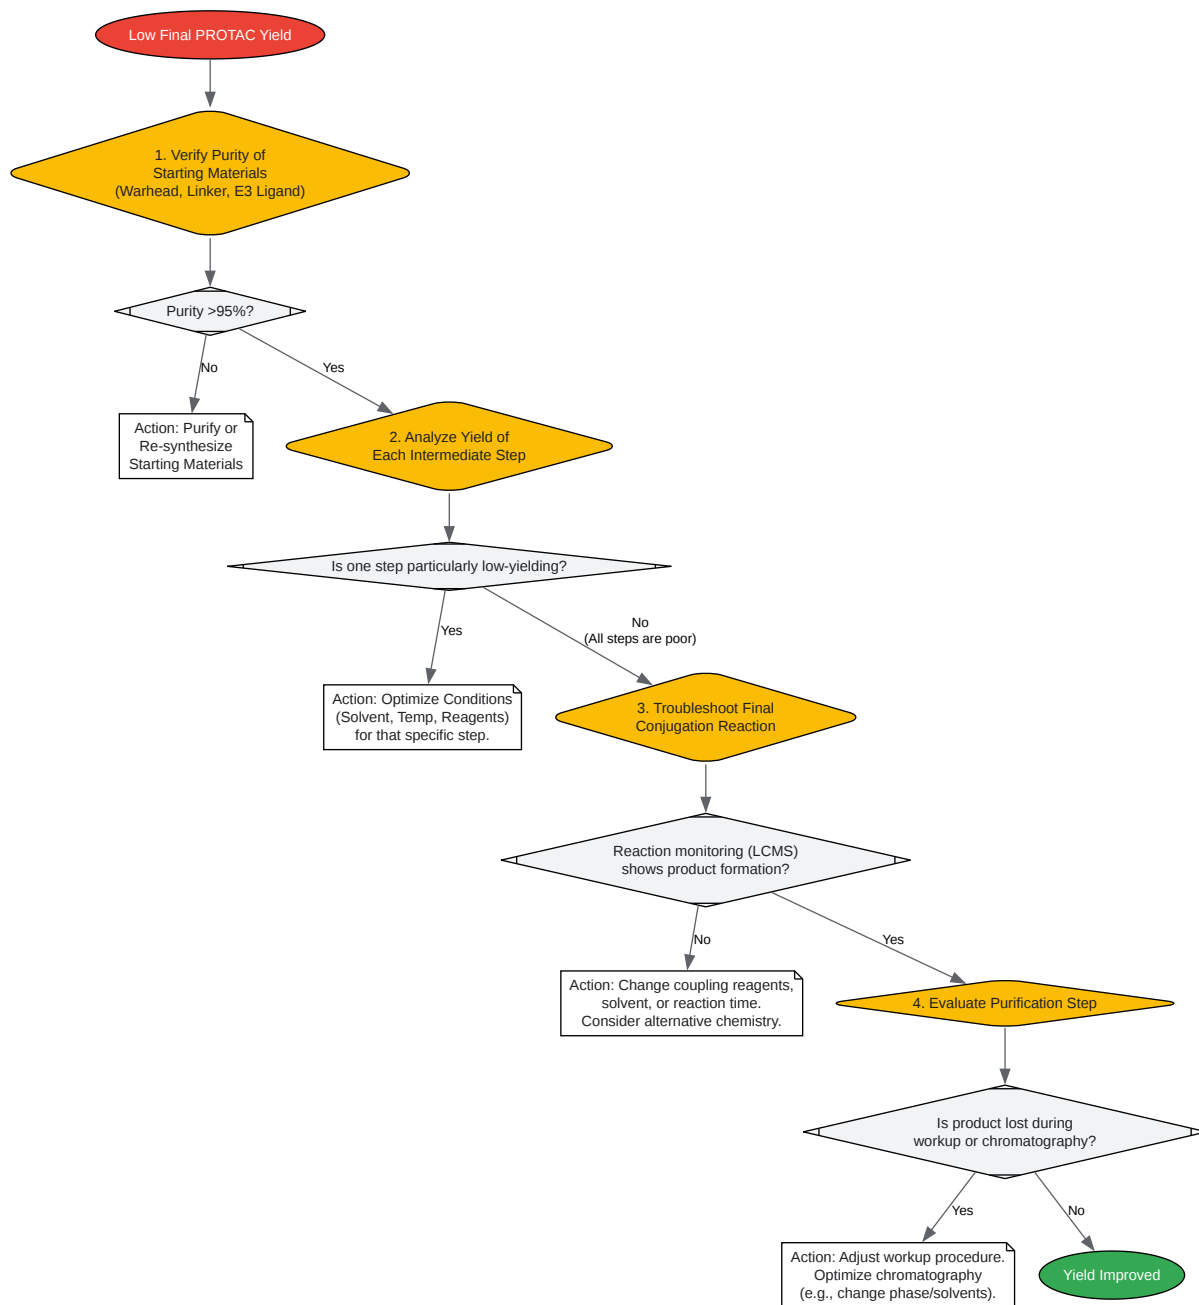 Low Final PROTAC Yield
1. Verify Purity of
Starting Materials
(Warhead, Linker, E3 Ligand)
Purity >95%?
No
Yes
Action: Purify or
Re-synthesize
Starting Materials
2. Analyze Yield of
Each Intermediate Step
Is one step particularly low-yielding?
Yes
No
(All steps are poor)
Action: Optimize Conditions
(Solvent, Temp, Reagents)
for that specific step.
3. Troubleshoot Final
Conjugation Reaction
Reaction monitoring (LCMS)
shows product formation?
No
Yes
Action: Change coupling reagents,
solvent, or reaction time.
Consider alternative chemistry.
4. Evaluate Purification Step
Is product lost during
workup or chromatography?
Yes
No
Action: Adjust workup procedure.
Optimize chromatography
(e.g., change phase/solvents).
Yield Improved